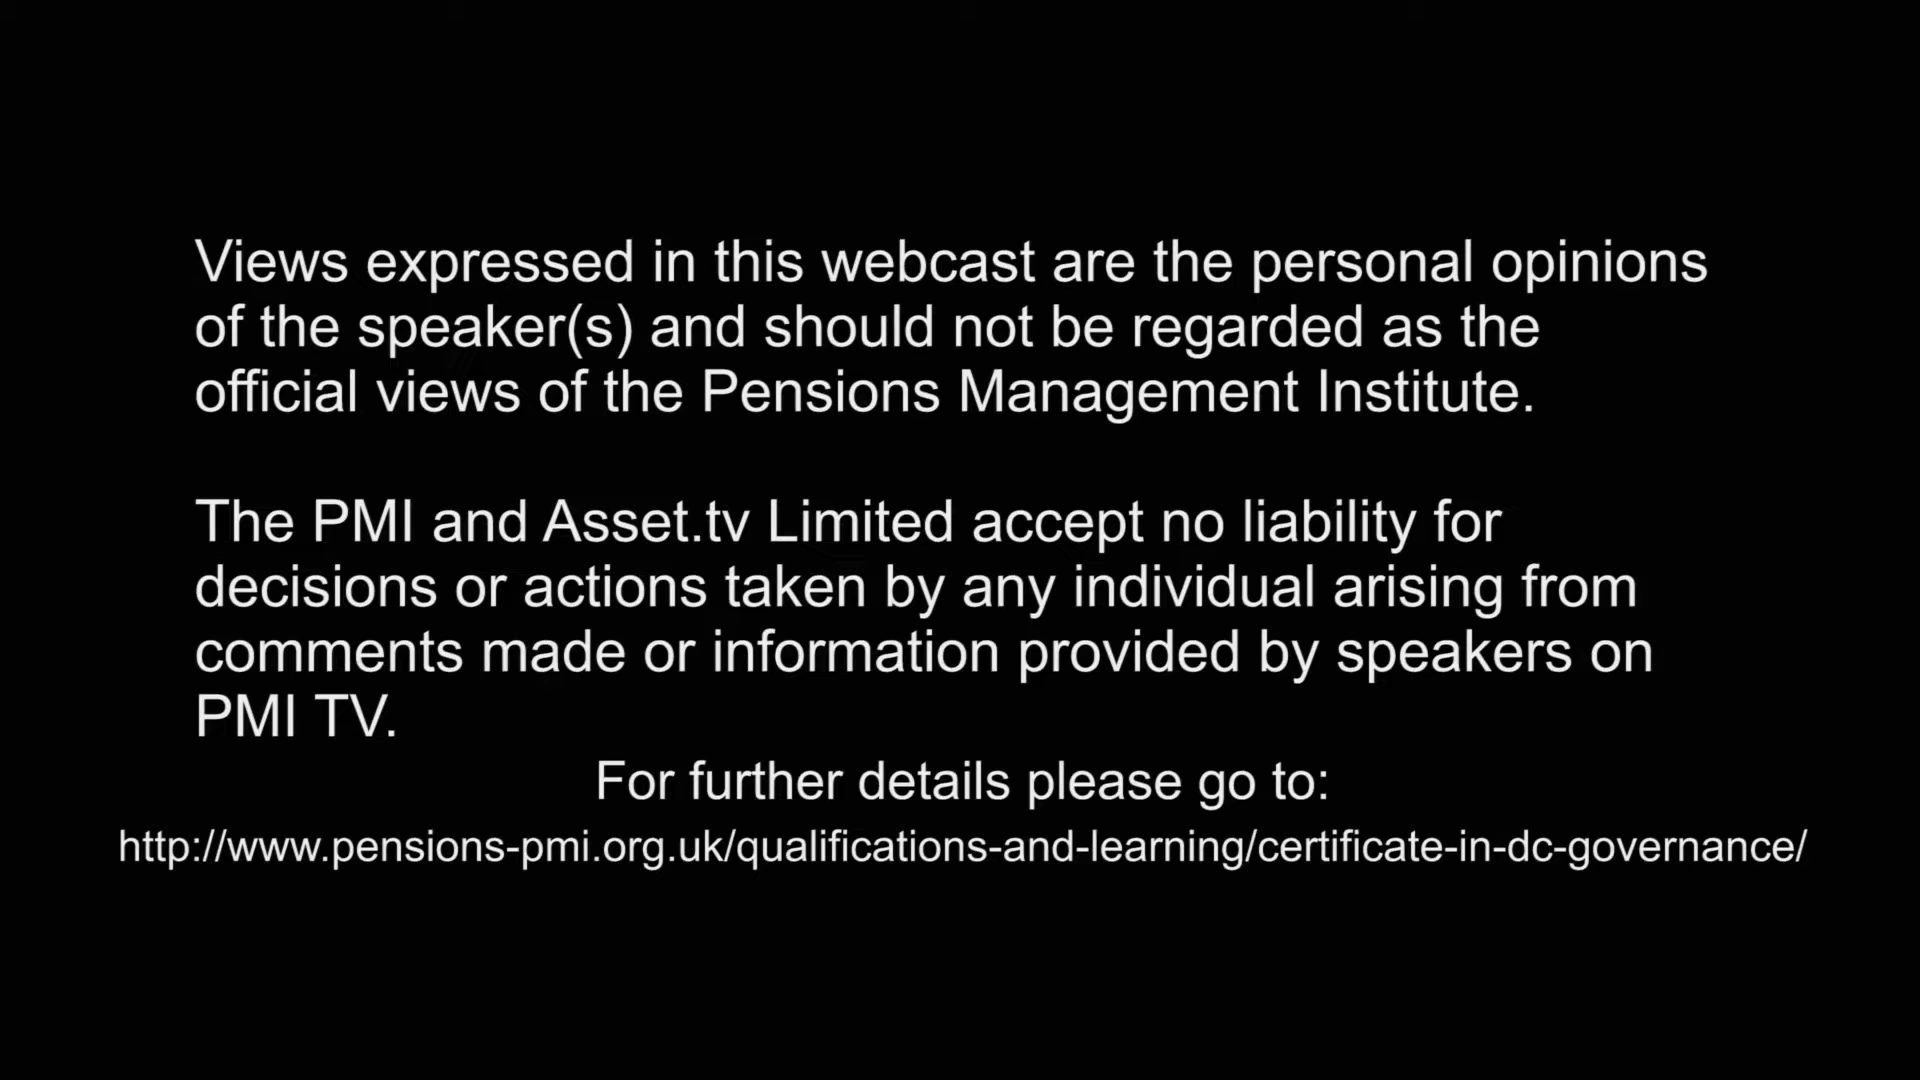 Views expressed in this webcast are the personal opinions
of the speaker(s) and should not be regarded as the
official views of the Pensions Management Institute.
The PMI and Asset.tv Limited accept no liability for
decisions or actions taken by any individual arising from
comments made or information provided by speakers on
PMI TV.
For further details please go to:
http://www.pensions-pmi.org.uk/qualifications-and-learning/certificate-in-dc-governance/